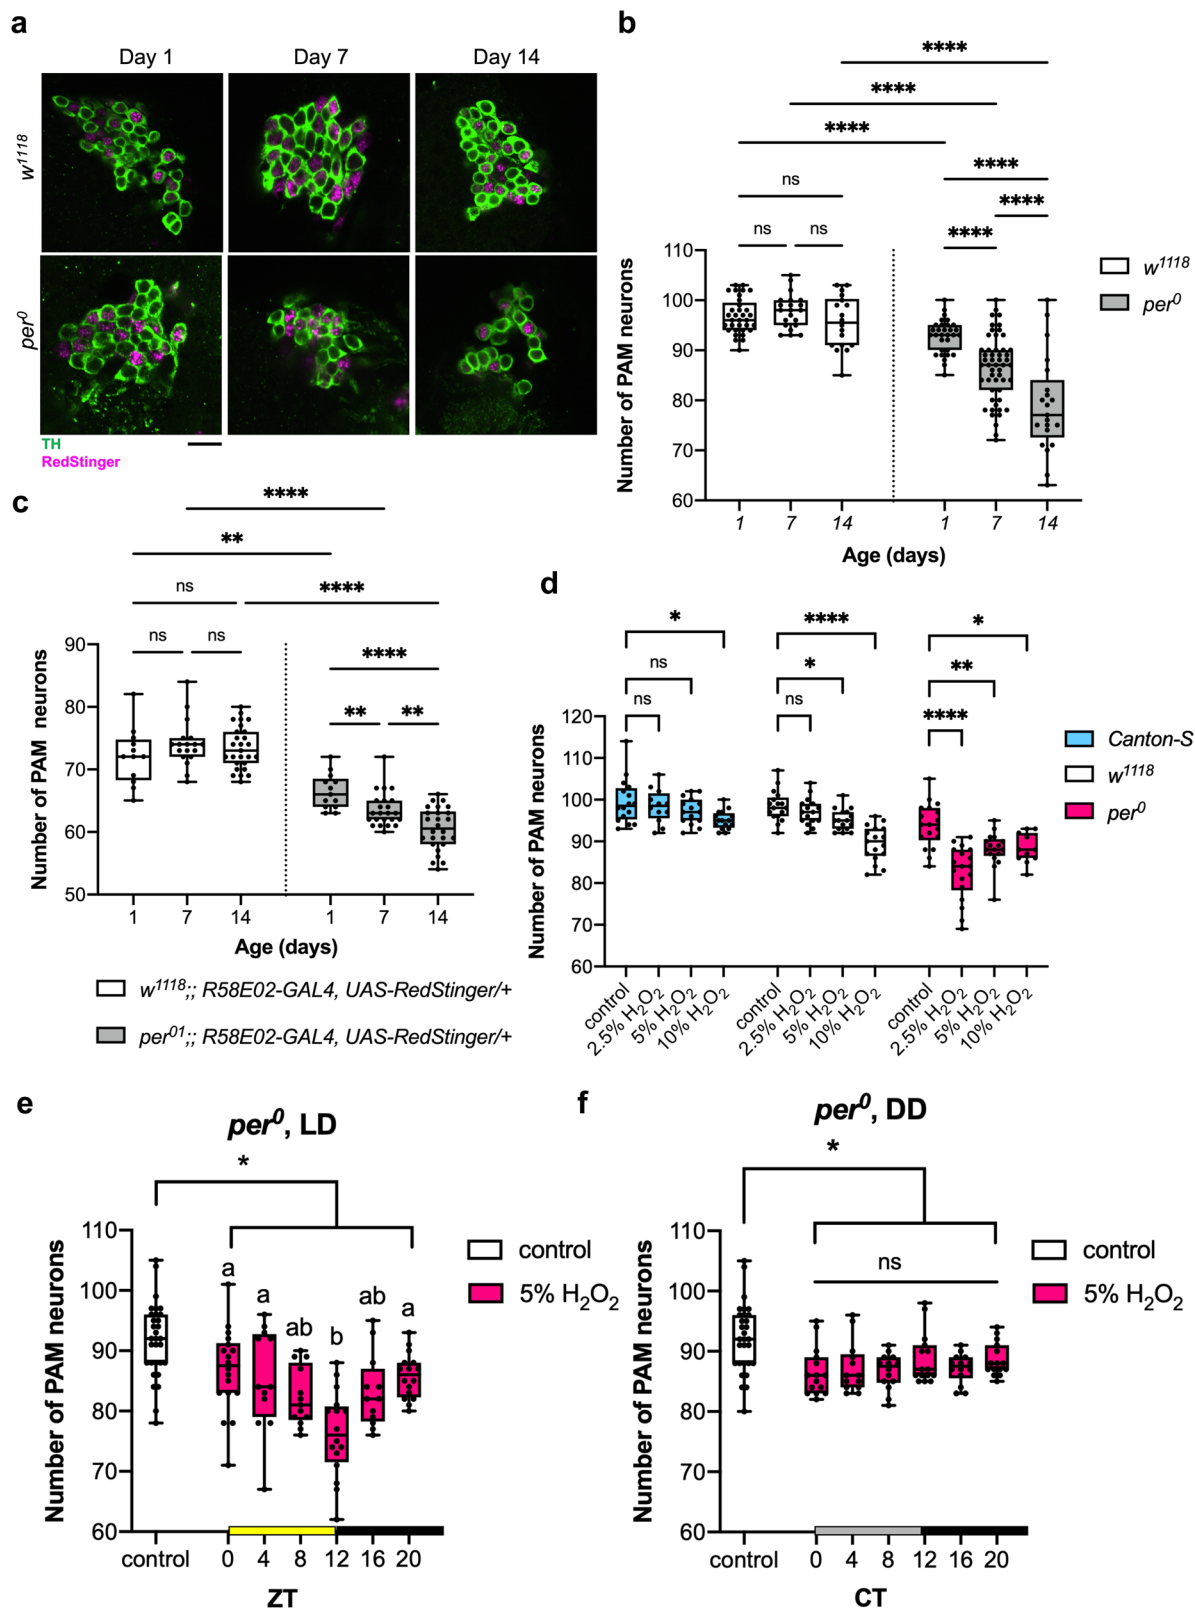 a
Day 1
Day 7
Day 14
w1118
per0
TH
RedStinger
b
****
****
****
****
ns
****
ns
ns
****
Number of PAM neurons
110
100
90
80
70
60
1
7
14
1
7
14
Age (days)
w1118
per0
c
****
**
ns
****
ns
ns
****
**
**
Number of PAM neurons
90
80
70
60
50
1
7
14
1
7
14
Age (days)
w1118;; R58E02-GAL4, UAS-RedStinger/+
per01;; R58E02-GAL4, UAS-RedStinger/+
d
*
****
*
ns
*
**
ns
ns
****
Number of PAM neurons
120
110
100
90
80
70
60
control
2.5% H2O2
5% H2O2
10% H2O2
control
2.5% H2O2
5% H2O2
10% H2O2
control
2.5% H2O2
5% H2O2
10% H2O2
Canton-S
w1118
per0
e
per0, LD
*
Number of PAM neurons
110
100
90
80
70
60
a
a
ab
b
ab
a
control
0
4
8
12
16
20
ZT
control
5% H2O2
f
per0, DD
*
ns
Number of PAM neurons
110
100
90
80
70
60
control
0
4
8
12
16
20
CT
control
5% H2O2